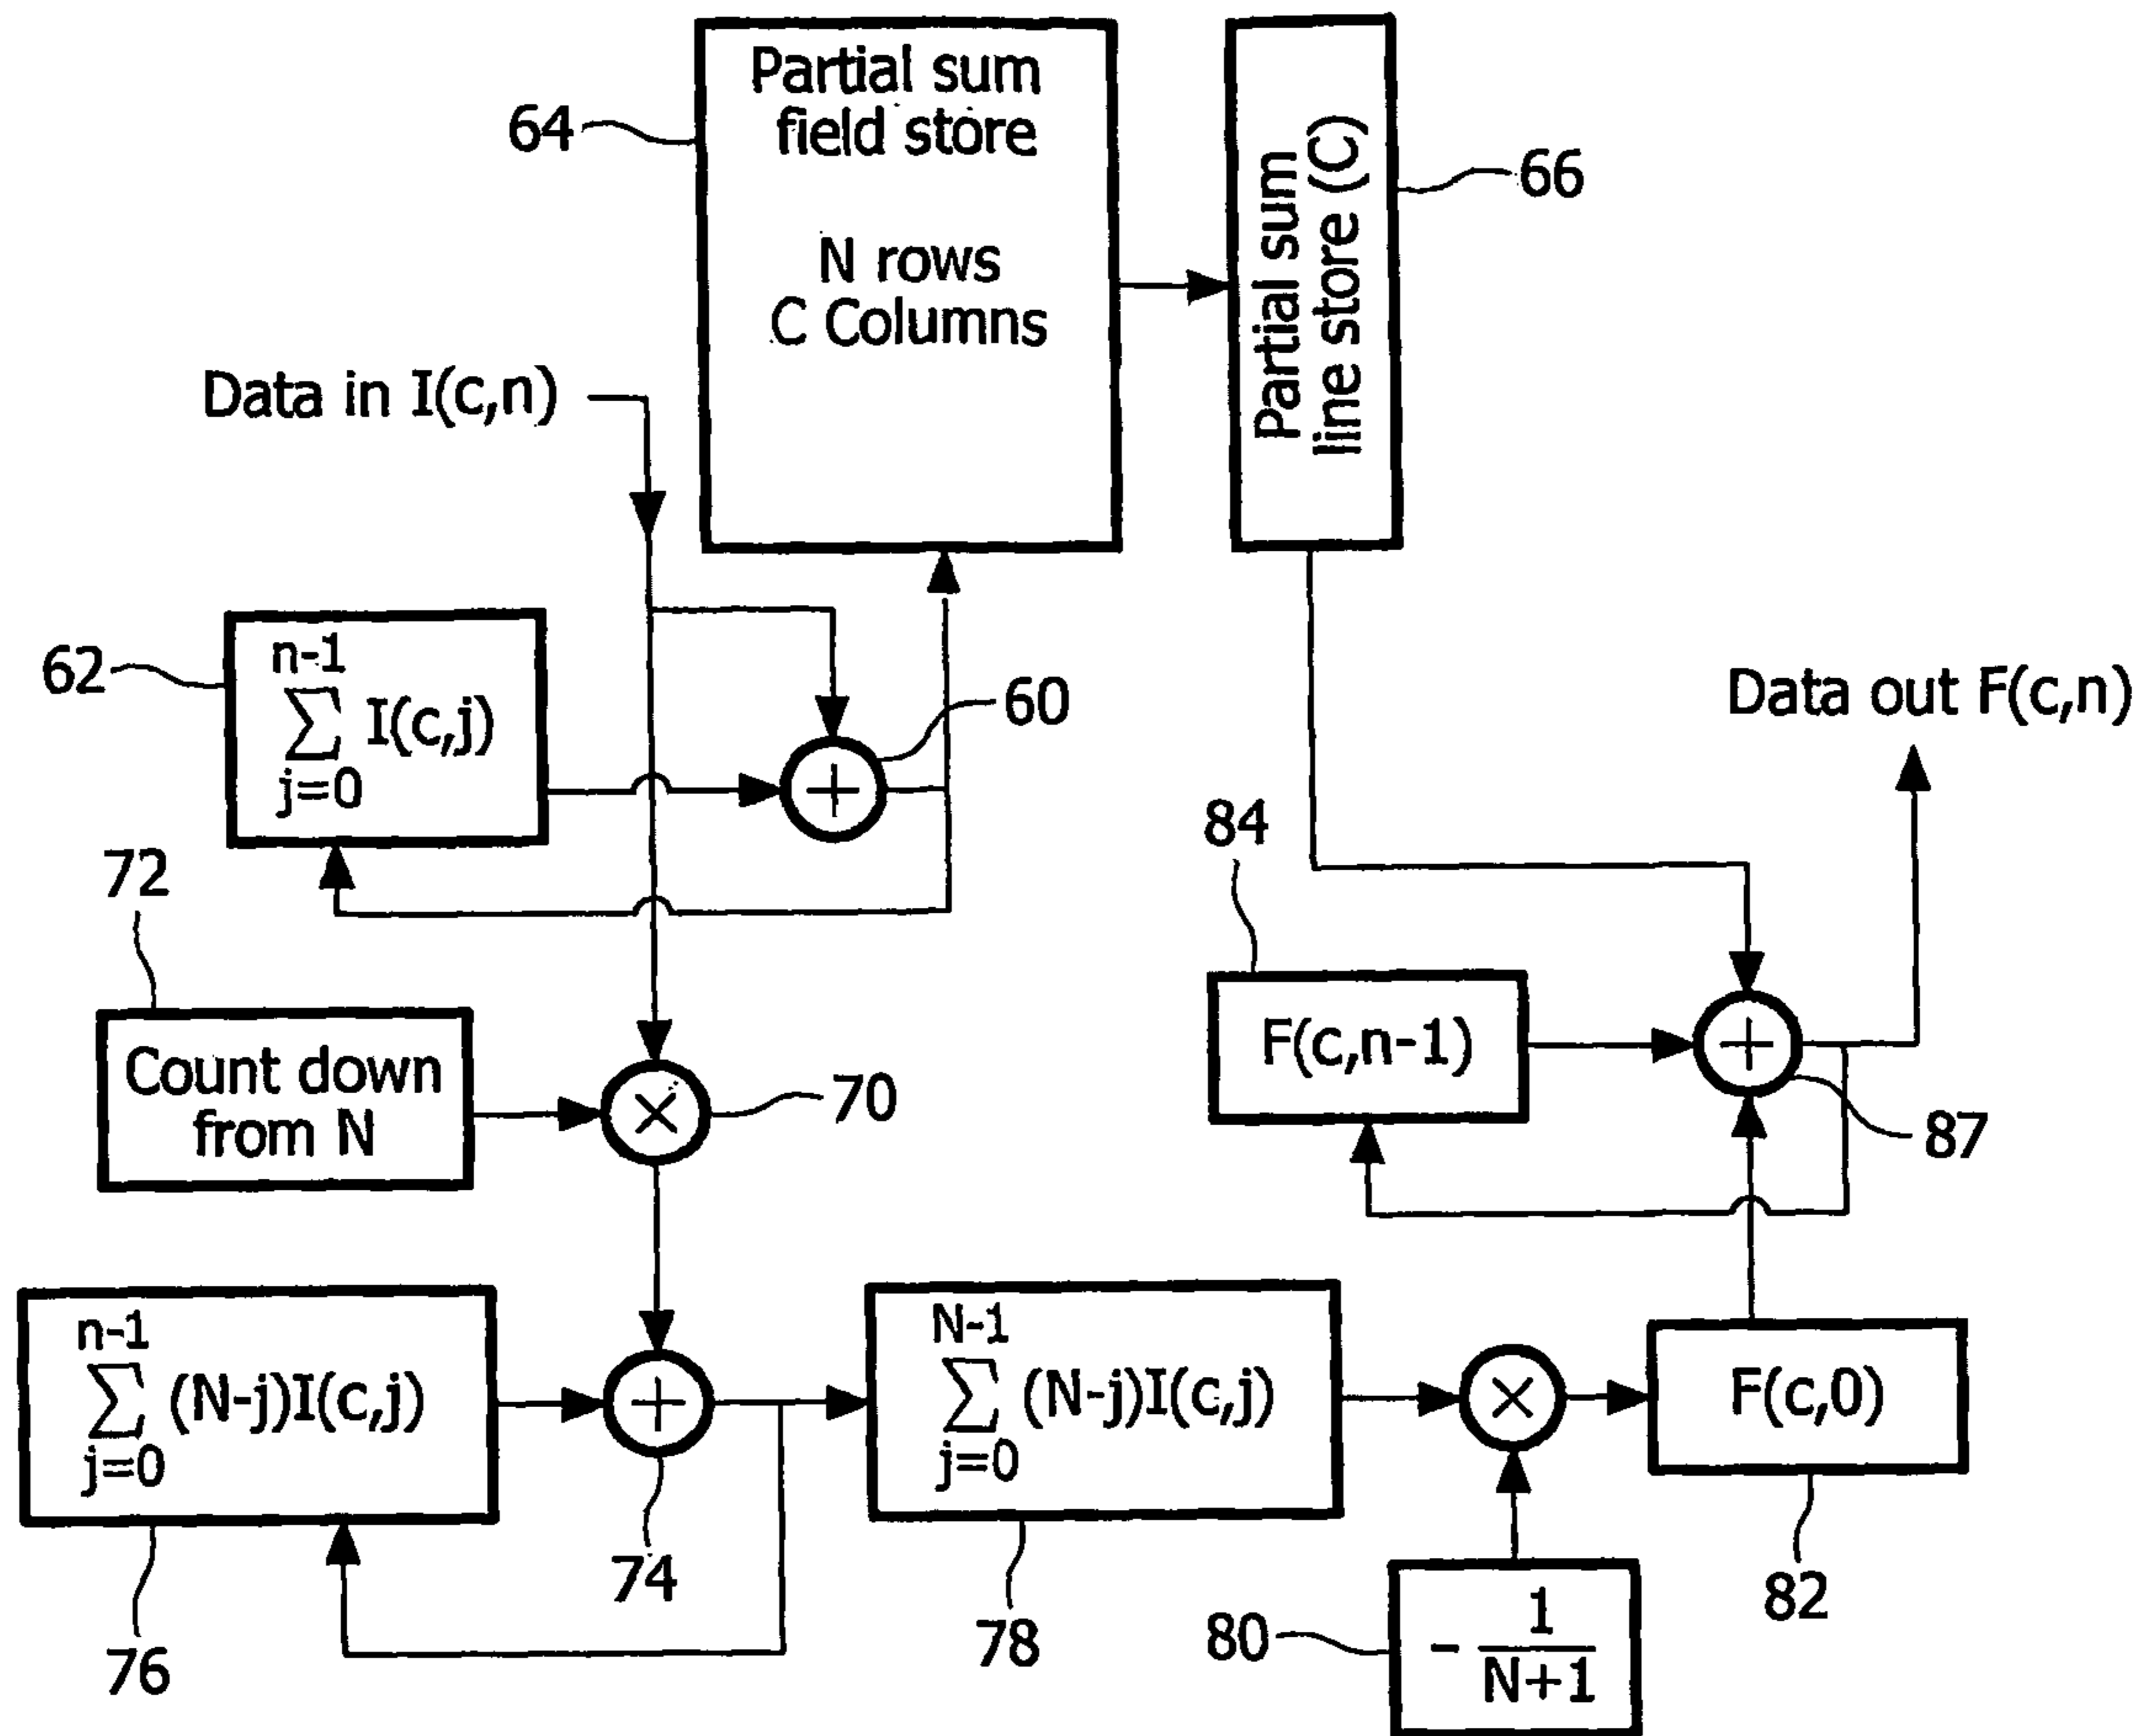 Partial sum
field store
N rows
C Columns
64
Partial sum
line store (C)
66
Data in I(c,n)
62
n-1
∑ I(c,j)
j=0
60
Data out F(c,n)
72
Count down
from N
70
84
F(c,n-1)
87
n-1
∑ (N-j)I(c,j)
j=0
76
74
N-1
∑ (N-j)I(c,j)
j=0
78
F(c,0)
82
80
- 1
N+1
+
+
×
+
×